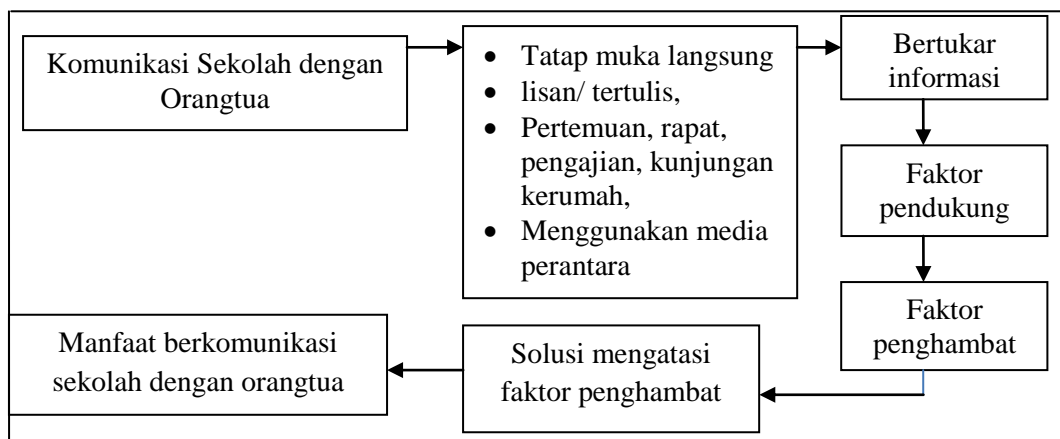 Komunikasi Sekolah dengan
Orangtua
• Tatap muka langsung
• lisan/ tertulis,
• Pertemuan, rapat,
pengajian, kunjungan
kerumah,
• Menggunakan media
perantara
Bertukar
informasi
Faktor
pendukung
Faktor
penghambat
Solusi mengatasi
faktor penghambat
Manfaat berkomunikasi
sekolah dengan orangtua